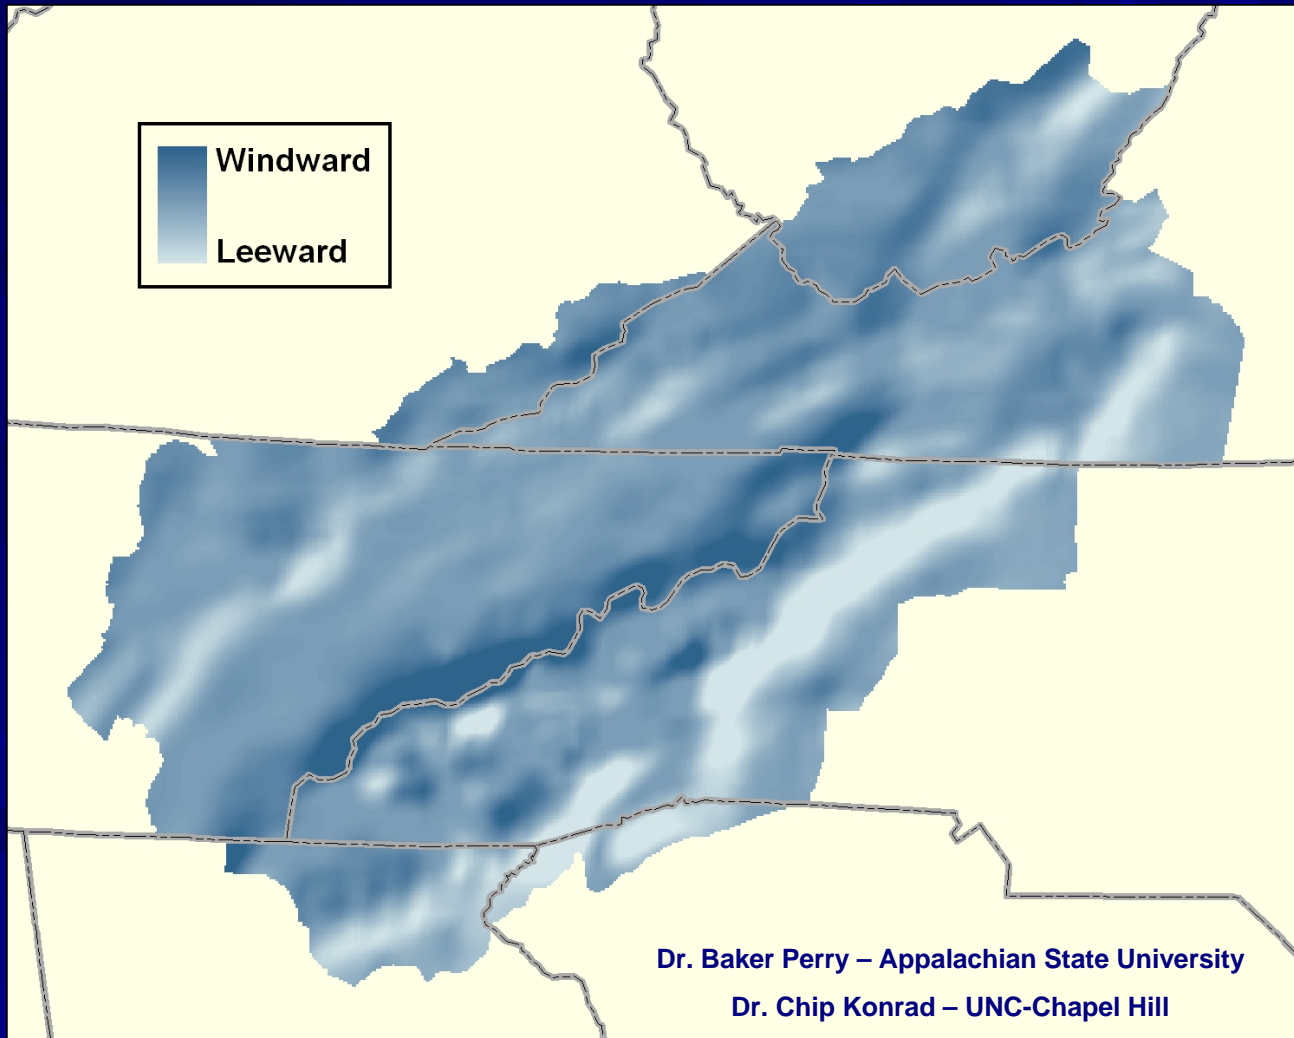 Windward
Leeward
Dr. Baker Perry – Appalachian State University
Dr. Chip Konrad – UNC-Chapel Hill